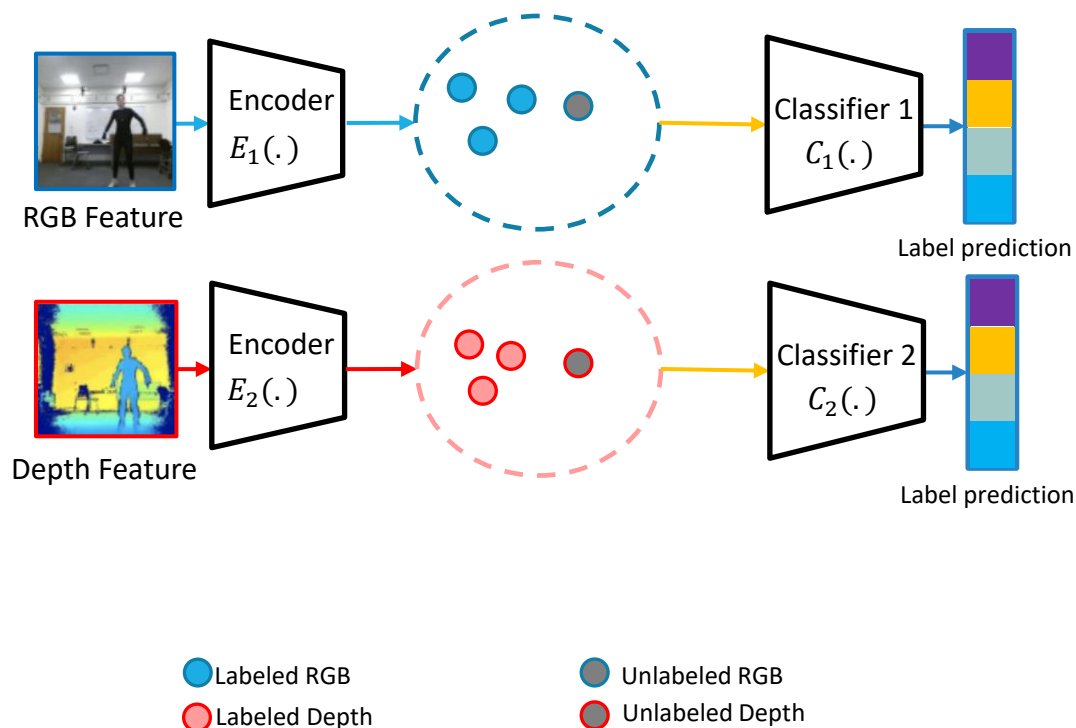 Encoder
E₁(.)
Classifier 1
C₁(.)
RGB Feature
Label prediction
Encoder
E₂(.)
Classifier 2
C₂(.)
Depth Feature
Label prediction
Labeled RGB
Unlabeled RGB
Labeled Depth
Unlabeled Depth